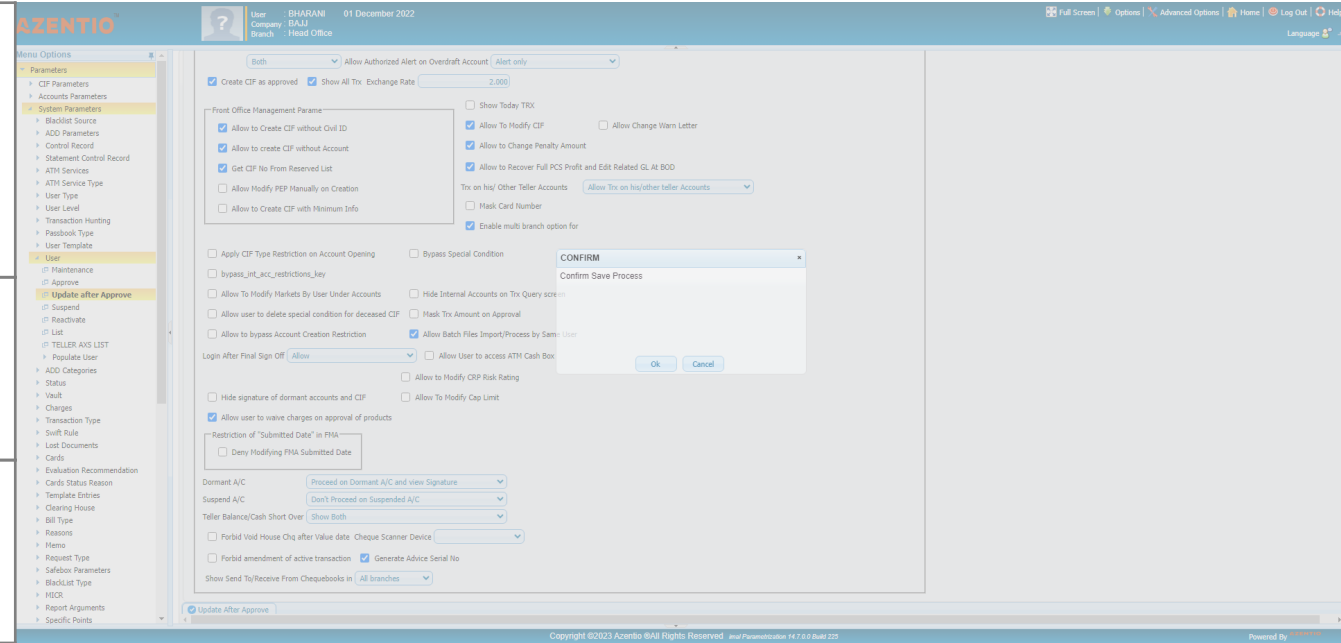 AZENTIO
User : BHARANI 01 December 2022
Company : BAJJ
Branch : Head Office
Full Screen | Options | Advanced Options | Home | Log Out | Help
Language
Menu Options
Parameters
CIF Parameters
Accounts Parameters
System Parameters
Blacklist Source
ADD Parameters
Control Record
Statement Control Record
ATM Services
ATM Service Type
User Type
User Level
Transaction Hunting
Passbook Type
User Template
User
Maintenance
Approve
Update after Approve
Suspend
Reactivate
List
TELLER AXS LIST
Populate User
ADD Categories
Status
Vault
Charges
Transaction Type
Swift Rule
Lost Documents
Cards
Evaluation Recommendation
Cards Status Reason
Template Entries
Clearing House
Bill Type
Reasons
Memo
Request Type
Safebox Parameters
BlackList Type
MICR
Report Arguments
Specific Points
Both Allow Authorized Alert on Overdraft Account Alert only
Create CIF as approved Show All Trx Exchange Rate 2.000
Front Office Management Parame
Allow to Create CIF without Civil ID
Allow to create CIF without Account
Get CIF No From Reserved List
Allow Modify PEP Manually on Creation
Allow to Create CIF with Minimum Info
Show Today TRX
Allow To Modify CIF Allow Change Warn Letter
Allow to Change Penalty Amount
Allow to Recover Full PCS Profit and Edit Related GL At BOD
Trx on his/ Other Teller Accounts Allow Trx on his/other teller Accounts
Mask Card Number
Enable multi branch option for
Apply CIF Type Restriction on Account Opening Bypass Special Condition
bypass_int_acc_restrictions_key
Allow To Modify Markets By User Under Accounts Hide Internal Accounts on Trx Query screen
Allow user to delete special condition for deceased CIF Mask Trx Amount on Approval
Allow to bypass Account Creation Restriction Allow Batch Files Import/Process by Same User
Login After Final Sign Off Allow Allow User to access ATM Cash Box
Allow to Modify CRP Risk Rating
Hide signature of dormant accounts and CIF Allow To Modify Cap Limit
Allow user to waive charges on approval of products
Restriction of "Submitted Date" in FMA
Deny Modifying FMA Submitted Date
Dormant A/C Proceed on Dormant A/C and view Signature
Suspend A/C Don't Proceed on Suspended A/C
Teller Balance/Cash Short Over Show Both
Forbid Void House Chq after Value date Cheque Scanner Device
Forbid amendment of active transaction Generate Advice Serial No
Show Send To/Receive From Chequebooks in All branches
CONFIRM
Confirm Save Process
Ok Cancel
Update After Approve
Copyright ©2023 Azentio ®All Rights Reserved imal Parametrization 14.7.0.0 Build 225
Powered By